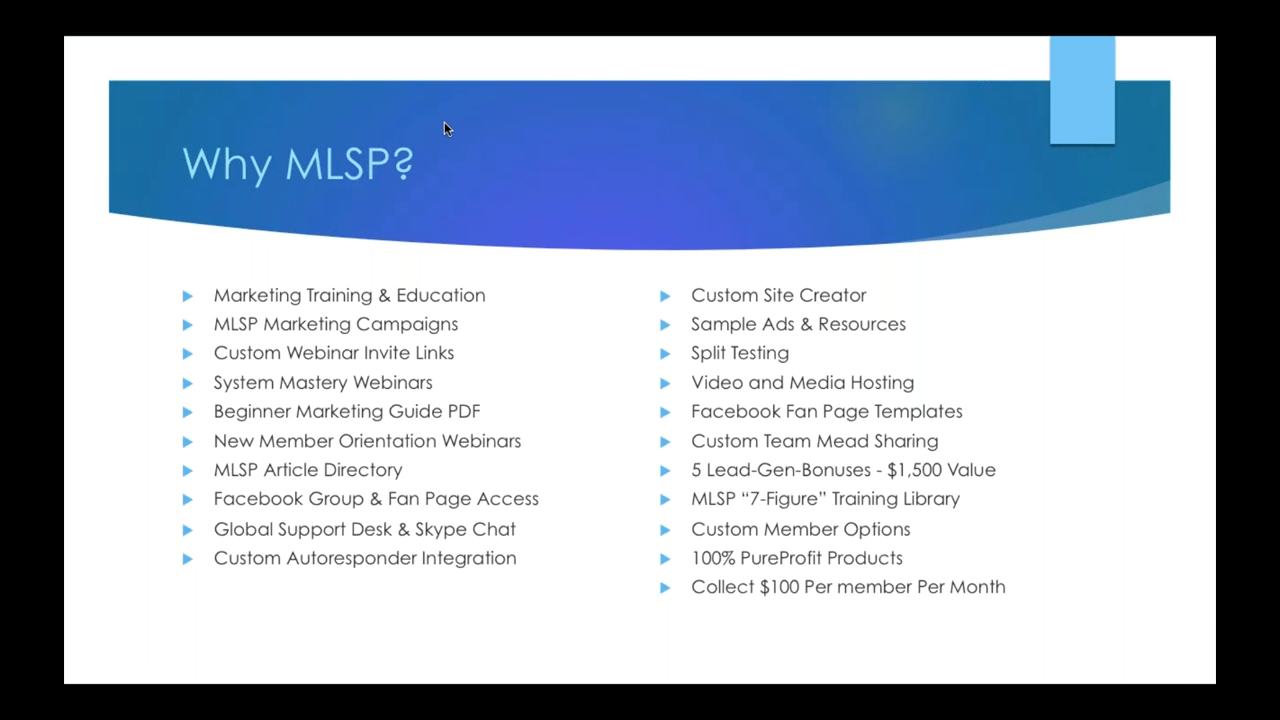 Why MLSP?
Marketing Training & Education
MLSP Marketing Campaigns
Custom Webinar Invite Links
System Mastery Webinars
Beginner Marketing Guide PDF
New Member Orientation Webinars
MLSP Article Directory
Facebook Group & Fan Page Access
Global Support Desk & Skype Chat
Custom Autoresponder Integration
Custom Site Creator
Sample Ads & Resources
Split Testing
Video and Media Hosting
Facebook Fan Page Templates
Custom Team Mead Sharing
5 Lead-Gen-Bonuses - $1,500 Value
MLSP “7-Figure” Training Library
Custom Member Options
100% PureProfit Products
Collect $100 Per member Per Month